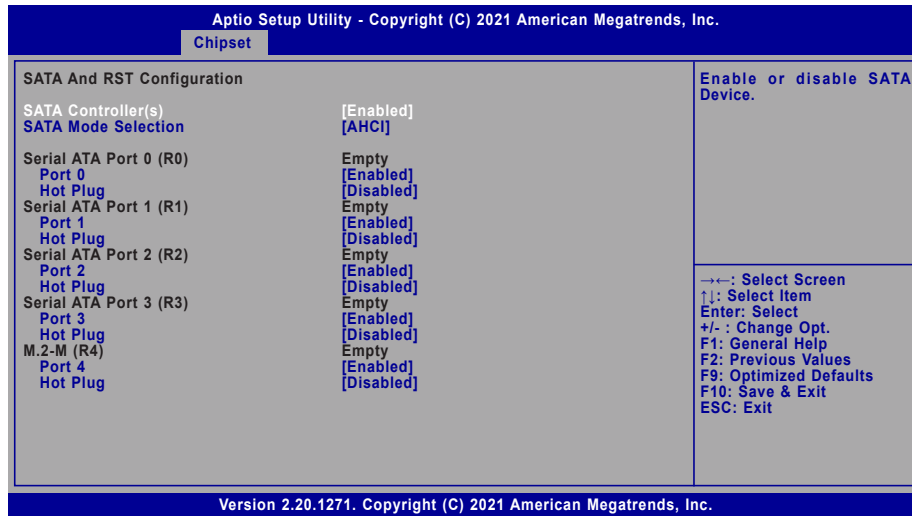 Aptio Setup Utility - Copyright (C) 2021 American Megatrends, Inc.
Chipset
SATA And RST Configuration
SATA Controller(s) [Enabled]
SATA Mode Selection [AHCI]
Serial ATA Port 0 (R0) Empty
Port 0 [Enabled]
Hot Plug [Disabled]
Serial ATA Port 1 (R1) Empty
Port 1 [Enabled]
Hot Plug [Disabled]
Serial ATA Port 2 (R2) Empty
Port 2 [Enabled]
Hot Plug [Disabled]
Serial ATA Port 3 (R3) Empty
Port 3 [Enabled]
Hot Plug [Disabled]
M.2-M (R4) Empty
Port 4 [Enabled]
Hot Plug [Disabled]
Enable or disable SATA
Device.
→←: Select Screen
↑↓: Select Item
Enter: Select
+/- : Change Opt.
F1: General Help
F2: Previous Values
F9: Optimized Defaults
F10: Save & Exit
ESC: Exit
Version 2.20.1271. Copyright (C) 2021 American Megatrends, Inc.